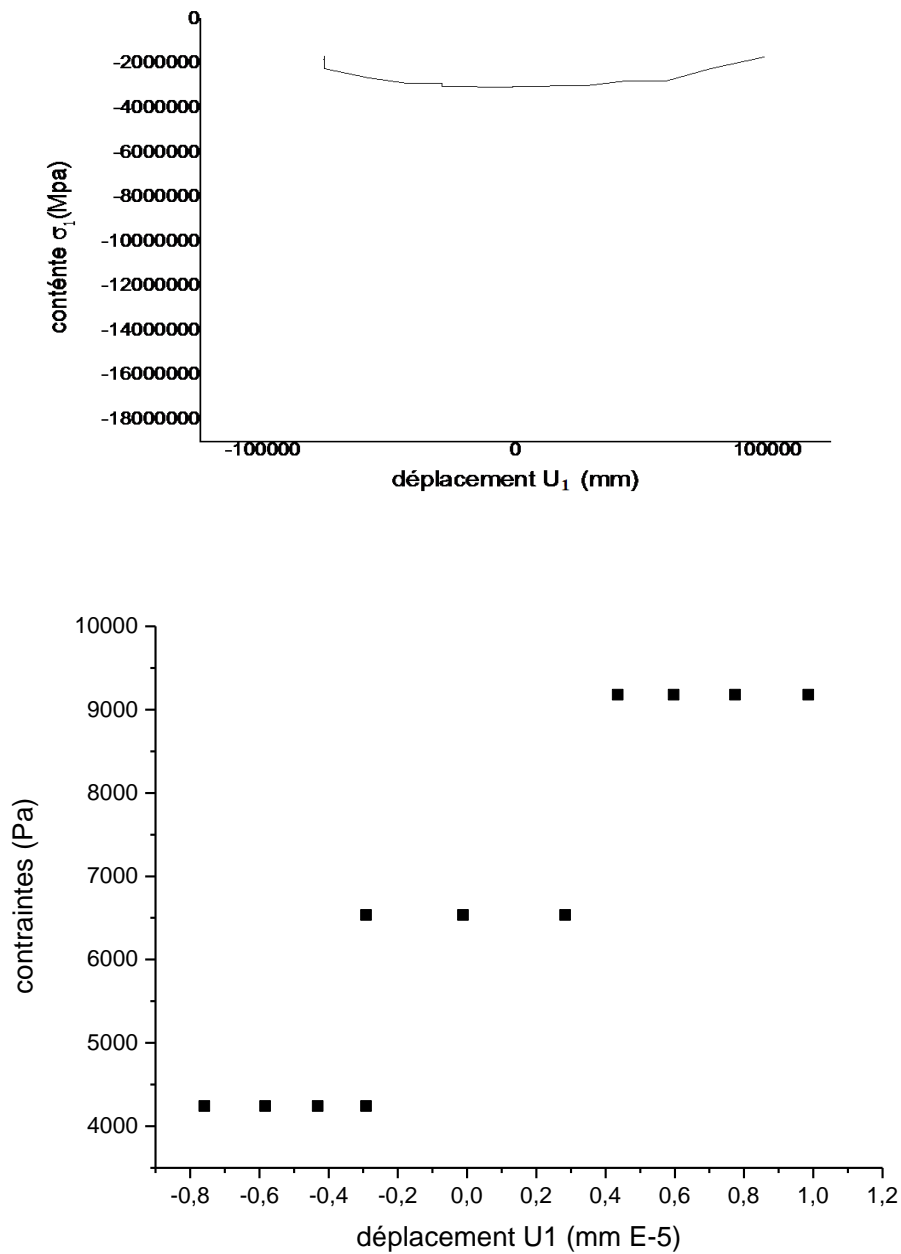 0
-2000000
-4000000
-6000000
-8000000
-10000000
-12000000
-14000000
-16000000
-18000000
conténte σ1(Mpa)
-100000 0 100000
déplacement U1 (mm)
10000
9000
8000
7000
6000
5000
4000
contraintes (Pa)
-0,8 -0,6 -0,4 -0,2 0,0 0,2 0,4 0,6 0,8 1,0 1,2
déplacement U1 (mm E-5)